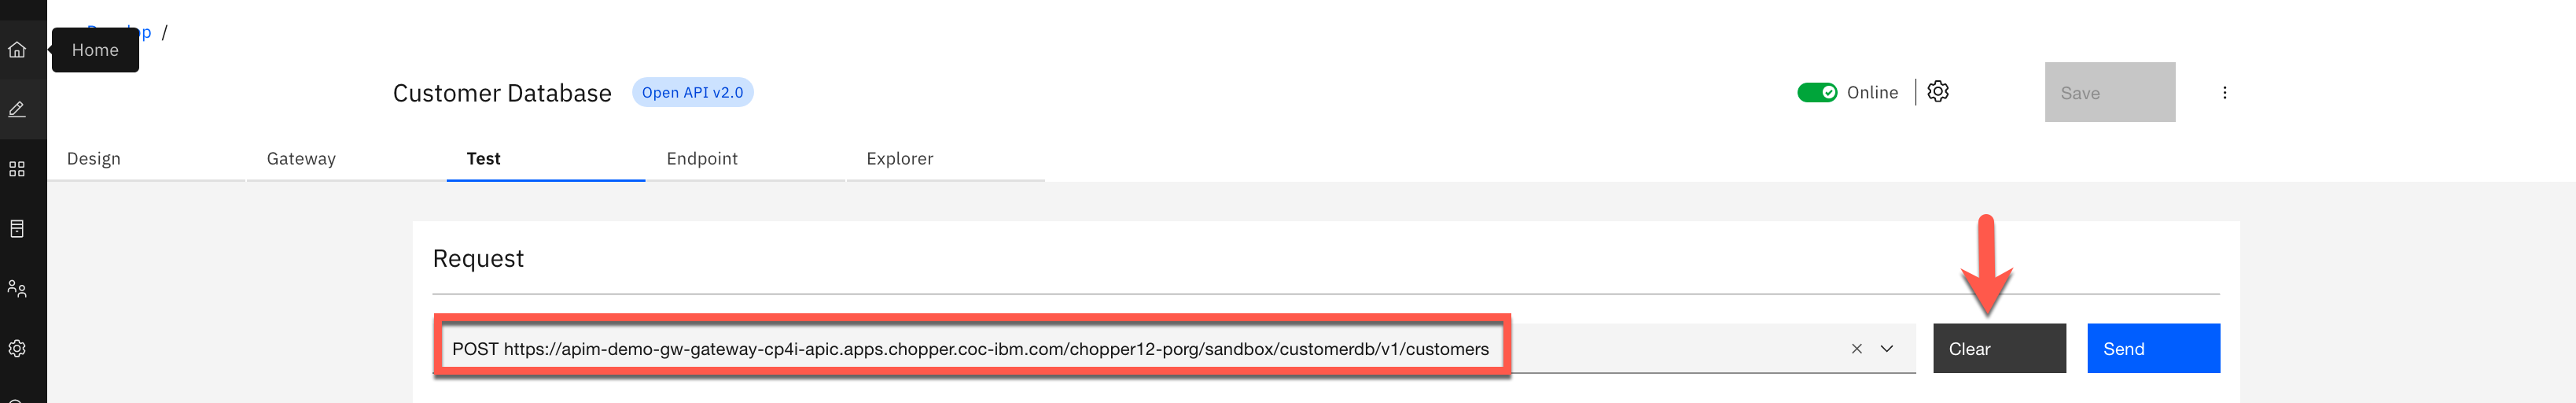 Home
p /
Customer Database
Open API v2.0
Online
Save
Design
Gateway
Test
Endpoint
Explorer
Request
POST https://apim-demo-gw-gateway-cp4i-apic.apps.chopper.coc-ibm.com/chopper12-porg/sandbox/customerdb/v1/customers
Clear
Send